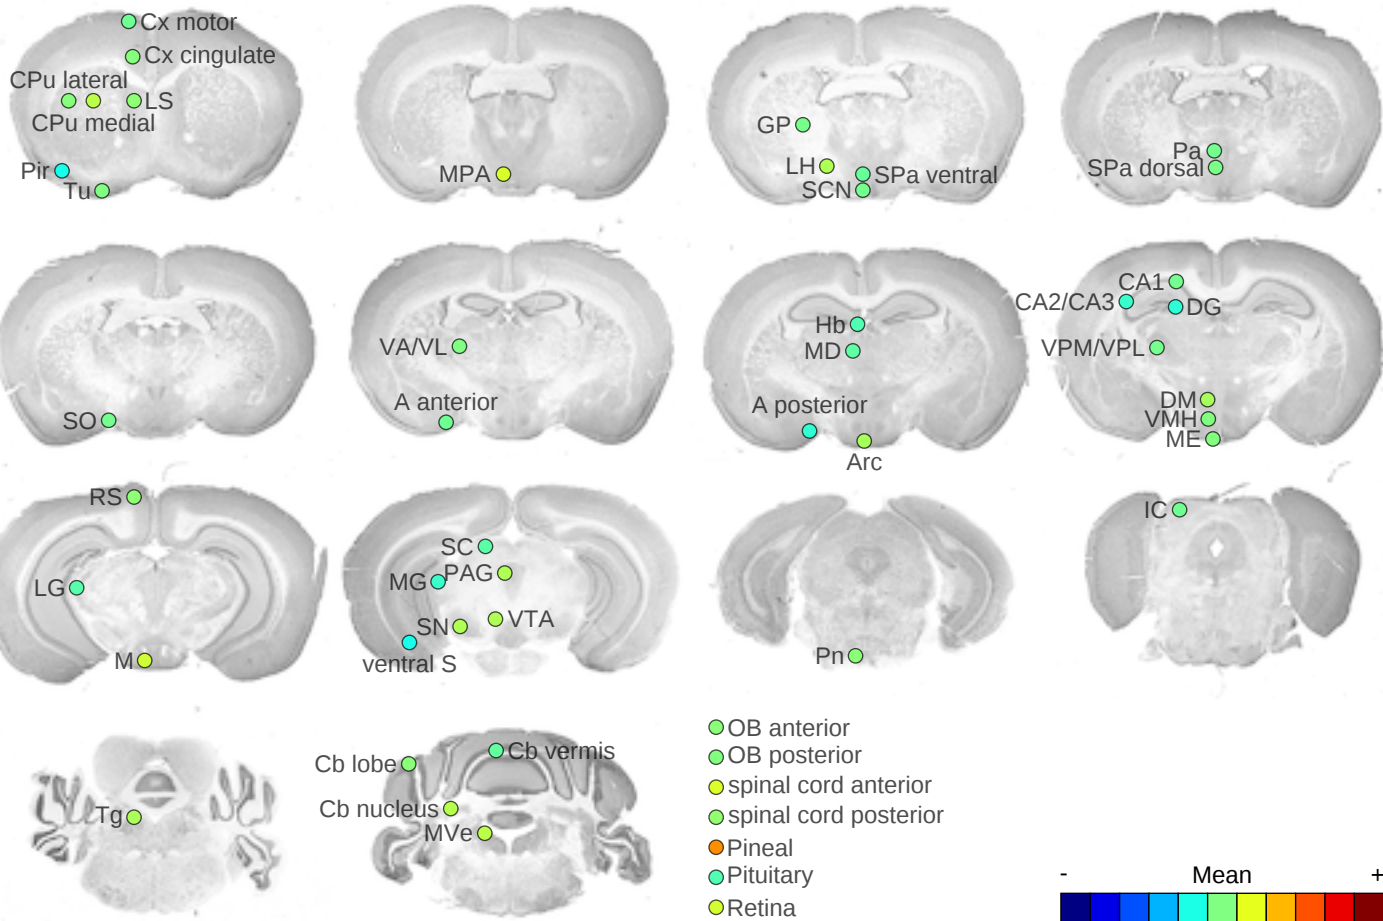 Cx motor
Cx cingulate
CPu lateral
LS
CPu medial
Pir
Tu
MPA
GP
LH
SPa ventral
SCN
Pa
SPa dorsal
SO
VA/VL
A anterior
Hb
MD
A posterior
Arc
CA1
CA2/CA3
DG
VPM/VPL
DM
VMH
ME
RS
LG
M
SC
MG
PAG
SN
VTA
ventral S
Pn
IC
Tg
Cb lobe
Cb vermis
Cb nucleus
MVe
OB anterior
OB posterior
spinal cord anterior
spinal cord posterior
Pineal
Pituitary
Retina
- Mean +